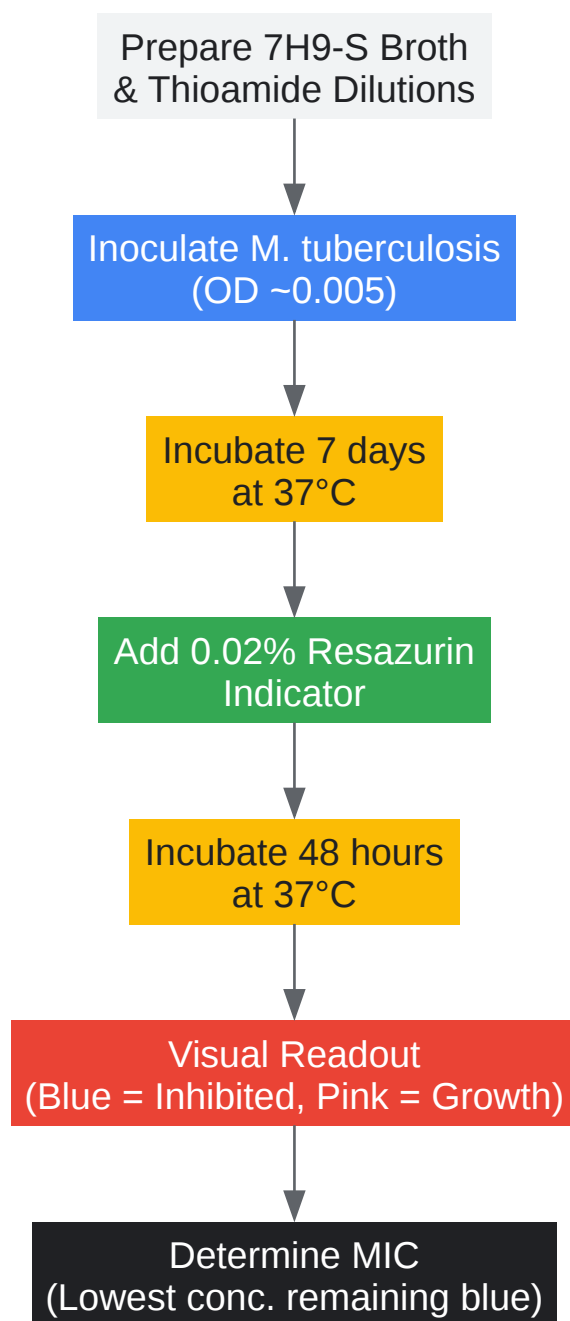 Prepare 7H9-S Broth
& Thioamide Dilutions
Inoculate M. tuberculosis
(OD ~0.005)
Incubate 7 days
at 37°C
Add 0.02% Resazurin
Indicator
Incubate 48 hours
at 37°C
Visual Readout
(Blue = Inhibited, Pink = Growth)
Determine MIC
(Lowest conc. remaining blue)